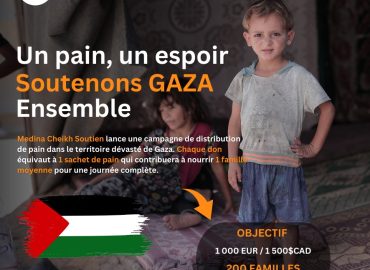 Un pain, un espoir
Soutenons GAZA
Ensemble
Medina Cheikh Soutien lance une campagne de distribution
de pain dans le territoire dévasté de Gaza. Chaque don
équivaut à 1 sachet de pain qui contribuera à nourrir 1 famille
moyenne pour une journée complète.
OBJECTIF
1 000 EUR / 1 500$CAD
200 FAMILLES